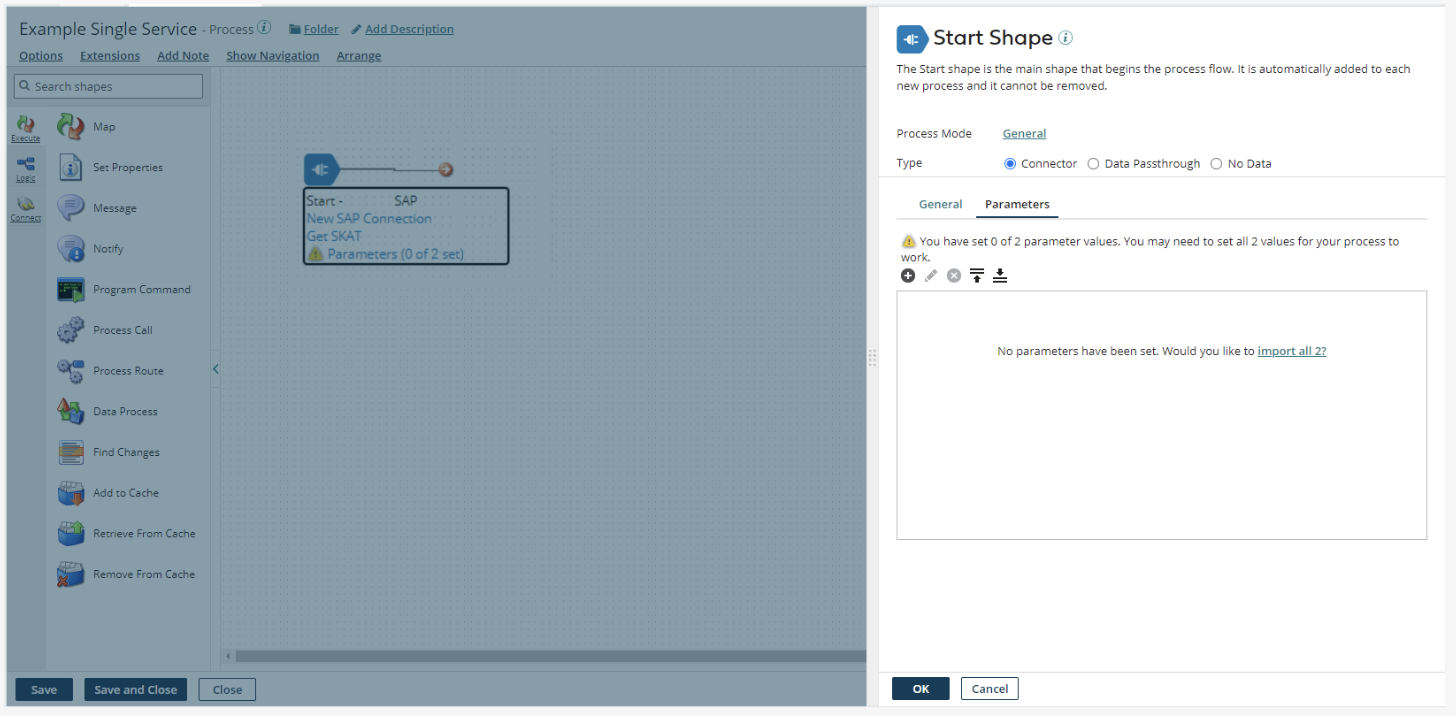 Example Single Service - Process Folder Add Description
Options Extensions Add Note Show Navigation Arrange
Search shapes
Execute
Logic
Connect
Map
Set Properties
Message
Notify
Program Command
Process Call
Process Route
Data Process
Find Changes
Add to Cache
Retrieve From Cache
Remove From Cache
Start - SAP
New SAP Connection
Get SKAT
Parameters (0 of 2 set)
Save Save and Close Close
Start Shape
The Start shape is the main shape that begins the process flow. It is automatically added to each
new process and it cannot be removed.
Process Mode General
Type Connector Data Passthrough No Data
General Parameters
You have set 0 of 2 parameter values. You may need to set all 2 values for your process to
work.
No parameters have been set. Would you like to import all 2?
OK Cancel